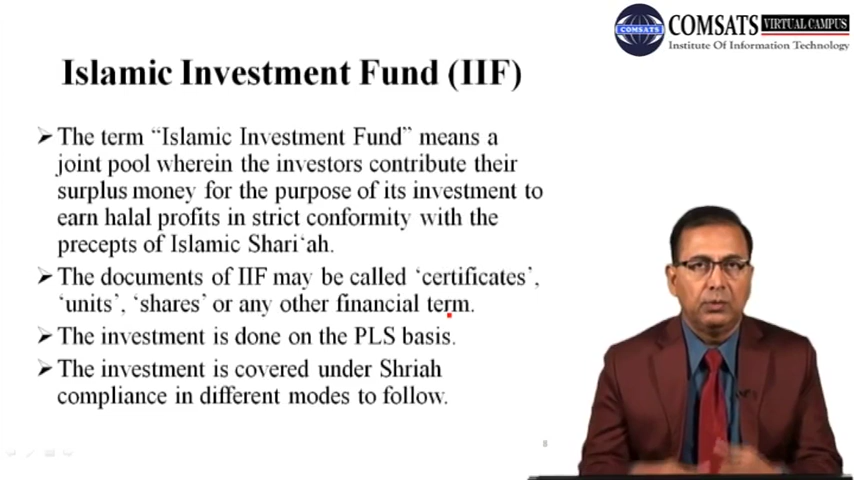 COMSATS
COMSATS VIRTUAL CAMPUS
Institute Of Information Technology
Islamic Investment Fund (IIF)
➢ The term “Islamic Investment Fund” means a
joint pool wherein the investors contribute their
surplus money for the purpose of its investment to
earn halal profits in strict conformity with the
precepts of Islamic Shari‘ah.
➢ The documents of IIF may be called ‘certificates’,
‘units’, ‘shares’ or any other financial term.
➢ The investment is done on the PLS basis.
➢ The investment is covered under Shriah
compliance in different modes to follow.
8